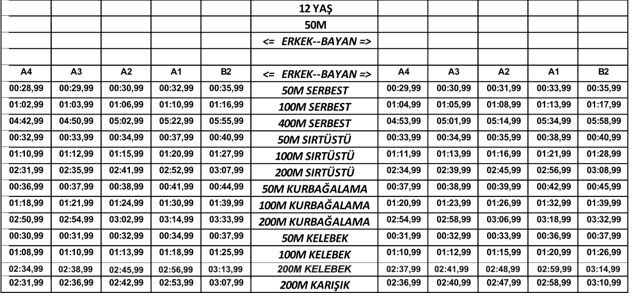 12 YAŞ
50M
<= ERKEK--BAYAN =>
A4 A3 A2 A1 B2 <= ERKEK--BAYAN => A4 A3 A2 A1 B2
00:28,99 00:29,99 00:30,99 00:32,99 00:35,99 50M SERBEST 00:29,99 00:30,99 00:31,99 00:33,99 00:35,99
01:02,99 01:03,99 01:06,99 01:10,99 01:16,99 100M SERBEST 01:04,99 01:05,99 01:08,99 01:13,99 01:17,99
04:42,99 04:50,99 05:02,99 05:22,99 05:55,99 400M SERBEST 04:53,99 05:01,99 05:14,99 05:34,99 05:58,99
00:32,99 00:33,99 00:34,99 00:37,99 00:40,99 50M SIRTÜSTÜ 00:33,99 00:34,99 00:35,99 00:38,99 00:40,99
01:10,99 01:12,99 01:15,99 01:20,99 01:27,99 100M SIRTÜSTÜ 01:11,99 01:13,99 01:16,99 01:21,99 01:28,99
02:31,99 02:35,99 02:41,99 02:52,99 03:07,99 200M SIRTÜSTÜ 02:34,99 02:39,99 02:45,99 02:56,99 03:08,99
00:36,99 00:37,99 00:38,99 00:41,99 00:44,99 50M KURBAĞALAMA 00:37,99 00:38,99 00:39,99 00:42,99 00:45,99
01:18,99 01:21,99 01:24,99 01:30,99 01:39,99 100M KURBAĞALAMA 01:20,99 01:23,99 01:26,99 01:32,99 01:39,99
02:50,99 02:54,99 03:02,99 03:14,99 03:33,99 200M KURBAĞALAMA 02:54,99 02:58,99 03:06,99 03:18,99 03:32,99
00:30,99 00:31,99 00:32,99 00:34,99 00:37,99 50M KELEBEK 00:31,99 00:32,99 00:33,99 00:36,99 00:37,99
01:08,99 01:10,99 01:13,99 01:18,99 01:25,99 100M KELEBEK 01:10,99 01:12,99 01:15,99 01:20,99 01:26,99
02:34,99 02:38,99 02:45,99 02:56,99 03:13,99 200M KELEBEK 02:37,99 02:41,99 02:48,99 02:59,99 03:14,99
02:31,99 02:36,99 02:42,99 02:53,99 03:07,99 200M KARIŞIK 02:36,99 02:40,99 02:47,99 02:58,99 03:10,99